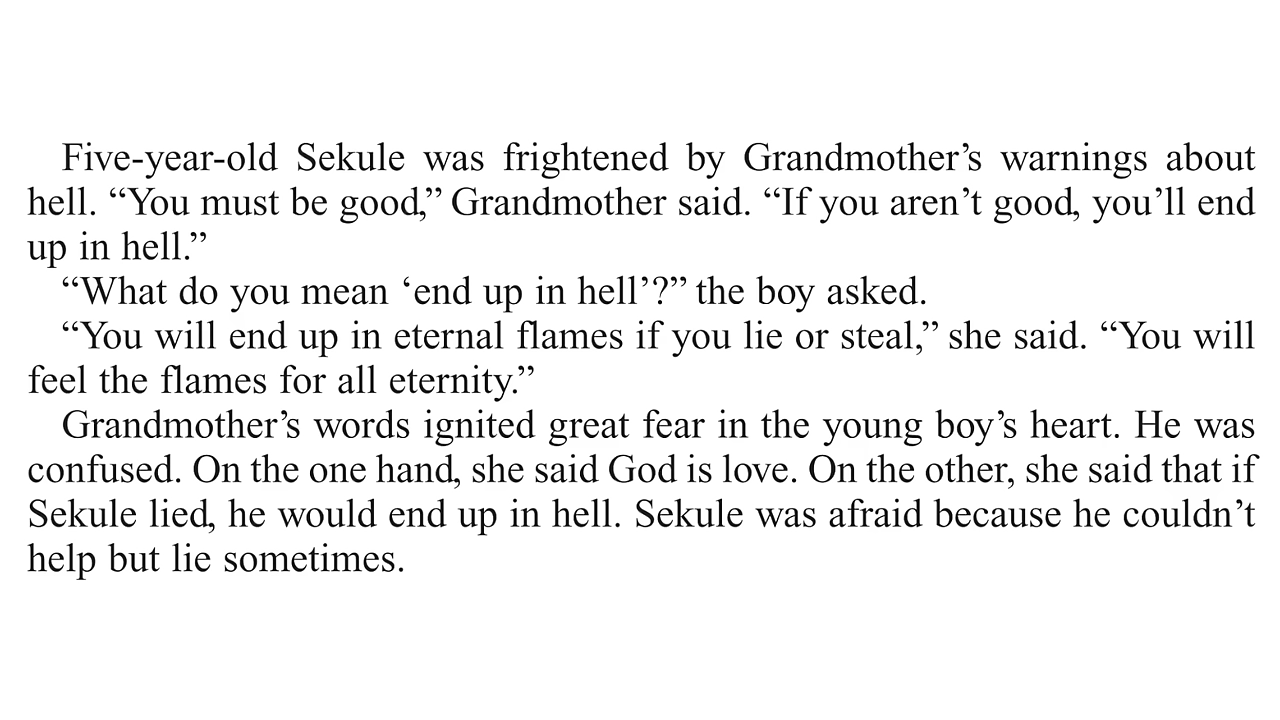 Five-year-old Sekule was frightened by Grandmother’s warnings about
hell. “You must be good,” Grandmother said. “If you aren’t good, you’ll end
up in hell.”
“What do you mean ‘end up in hell’?” the boy asked.
“You will end up in eternal flames if you lie or steal,” she said. “You will
feel the flames for all eternity.”
Grandmother’s words ignited great fear in the young boy’s heart. He was
confused. On the one hand, she said God is love. On the other, she said that if
Sekule lied, he would end up in hell. Sekule was afraid because he couldn’t
help but lie sometimes.